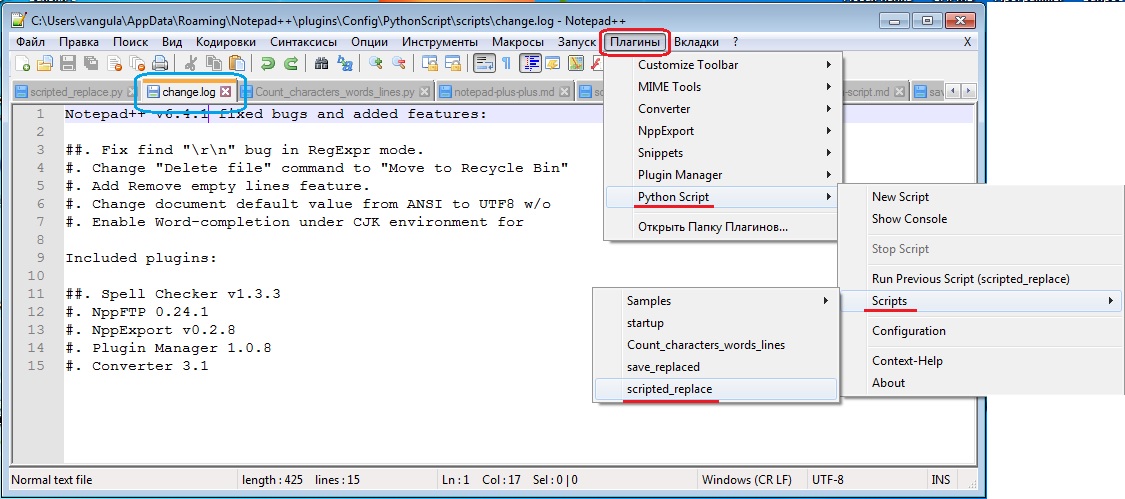 C:\Users\vangula\AppData\Roaming\Notepad++\plugins\Config\PythonScript\scripts\change.log - Notepad++
Файл Правка Поиск Вид Кодировки Синтаксисы Опции Инструменты Макросы Запуск Плагины Вкладки ? X
scripted_replace.py change.log Count_characters_words_lines.py notepad-plus-plus.md
1 Notepad++ v6.4.1 fixed bugs and added features:
2
3 ##. Fix find "\r\n" bug in RegExpr mode.
4 #. Change "Delete file" command to "Move to Recycle Bin"
5 #. Add Remove empty lines feature.
6 #. Change document default value from ANSI to UTF8 w/o
7 #. Enable Word-completion under CJK environment for
8
9 Included plugins:
10
11 ##. Spell Checker v1.3.3
12 #. NppFTP 0.24.1
13 #. NppExport v0.2.8
14 #. Plugin Manager 1.0.8
15 #. Converter 3.1
Customize Toolbar
MIME Tools
Converter
NppExport
Snippets
Plugin Manager
Python Script
Открыть Папку Плагинов...
New Script
Show Console
Stop Script
Run Previous Script (scripted_replace)
Scripts
Configuration
Context-Help
About
Samples
startup
Count_characters_words_lines
save_replaced
scripted_replace
Normal text file length : 425 lines : 15 Ln : 1 Col : 17 Sel : 0 | 0 Windows (CR LF) UTF-8 INS